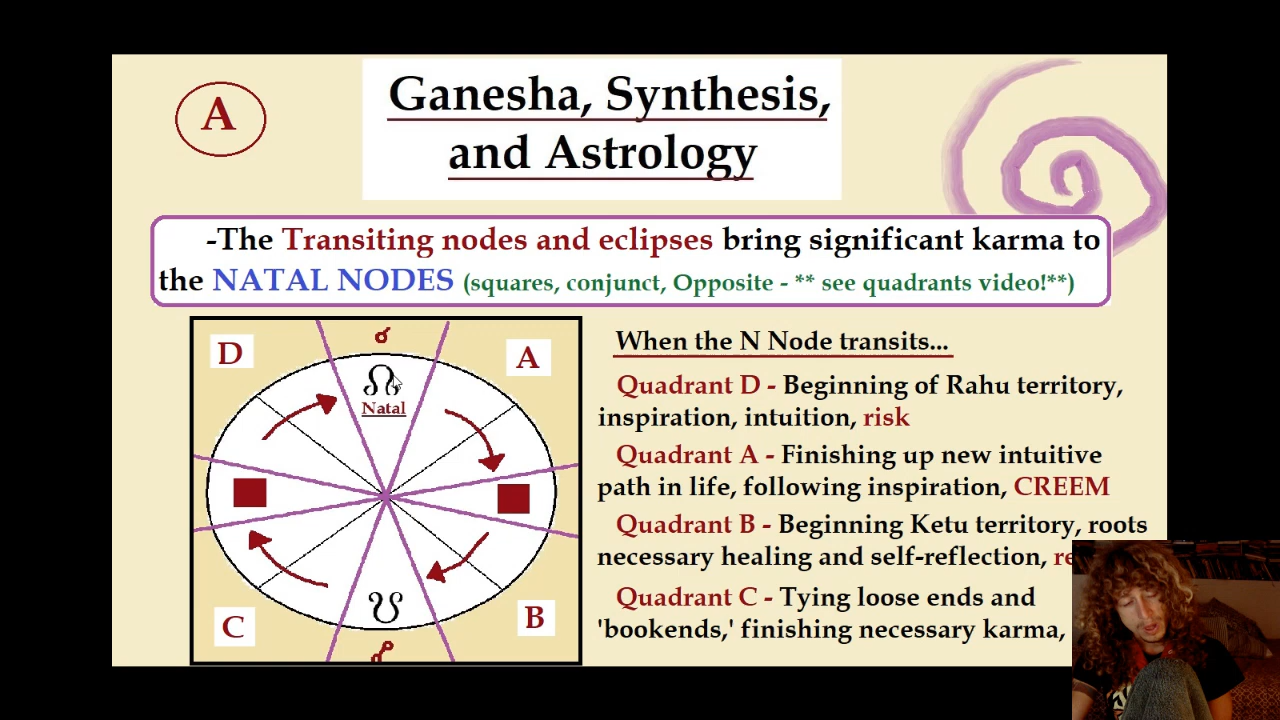 A
Ganesha, Synthesis,
and Astrology
-The Transiting nodes and eclipses bring significant karma to
the NATAL NODES (squares, conjunct, Opposite - ** see quadrants video!**)
D
A
☌
☊
Natal
☋
C
B
☍
When the N Node transits...
Quadrant D - Beginning of Rahu territory,
inspiration, intuition, risk
Quadrant A - Finishing up new intuitive
path in life, following inspiration, CREEM
Quadrant B - Beginning Ketu territory, roots
necessary healing and self-reflection,
Quadrant C - Tying loose ends and
'bookends,' finishing necessary karma,